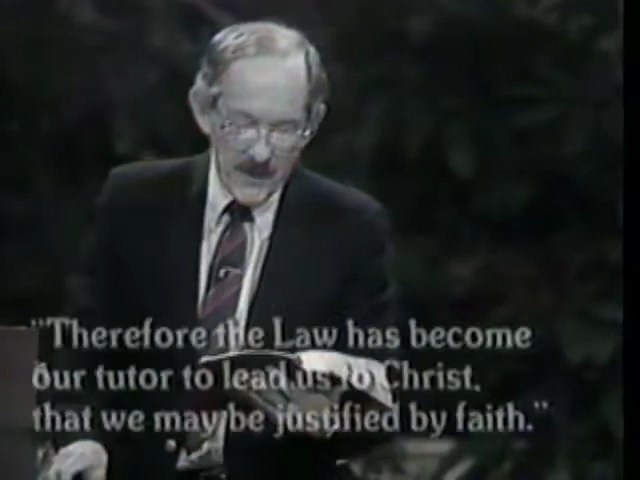 "Therefore the Law has become
our tutor to lead us to Christ,
that we may be justified by faith."